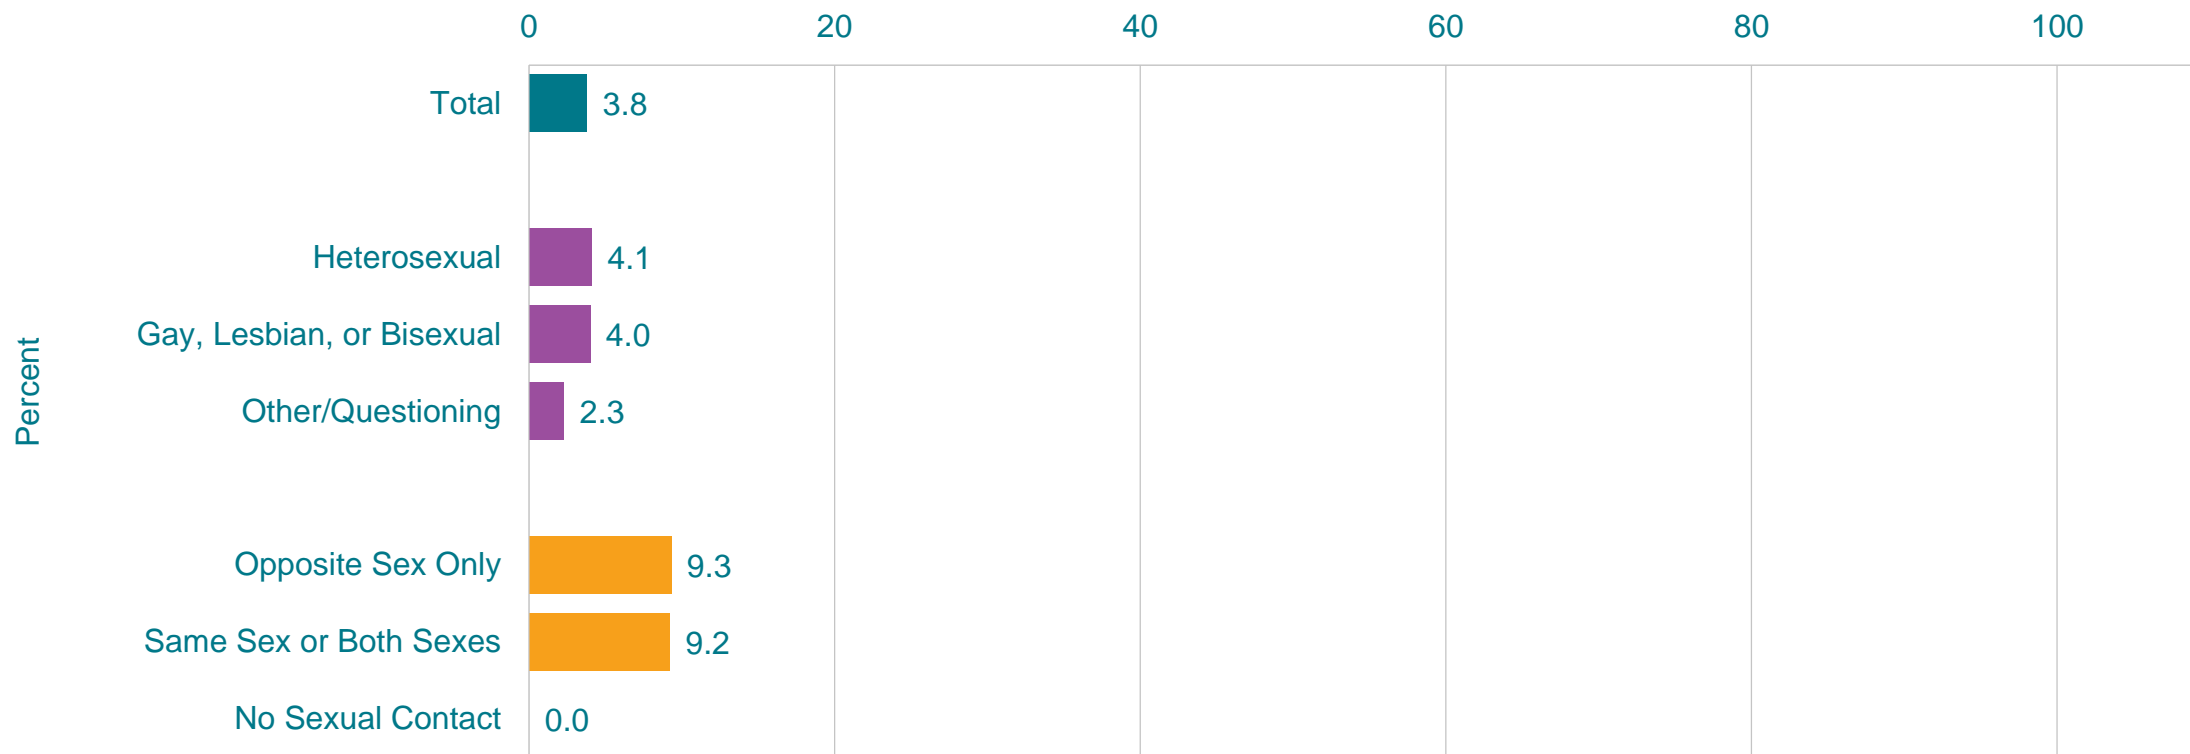 0 20 40 60 80 100
Total 3.8
Heterosexual 4.1
Gay, Lesbian, or Bisexual 4.0
Other/Questioning 2.3
Opposite Sex Only 9.3
Same Sex or Both Sexes 9.2
No Sexual Contact 0.0
Percent